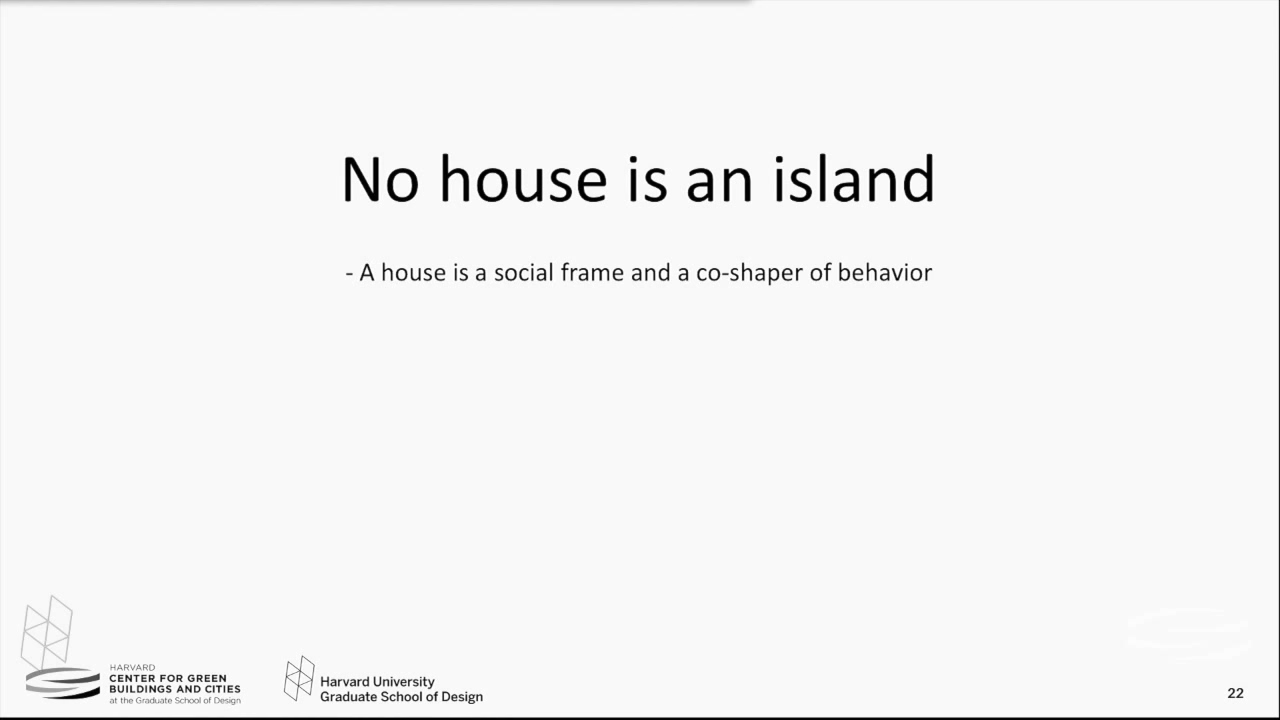 No house is an island
- A house is a social frame and a co-shaper of behavior
HARVARD
CENTER FOR GREEN
BUILDINGS AND CITIES
at the Graduate School of Design
Harvard University
Graduate School of Design
22